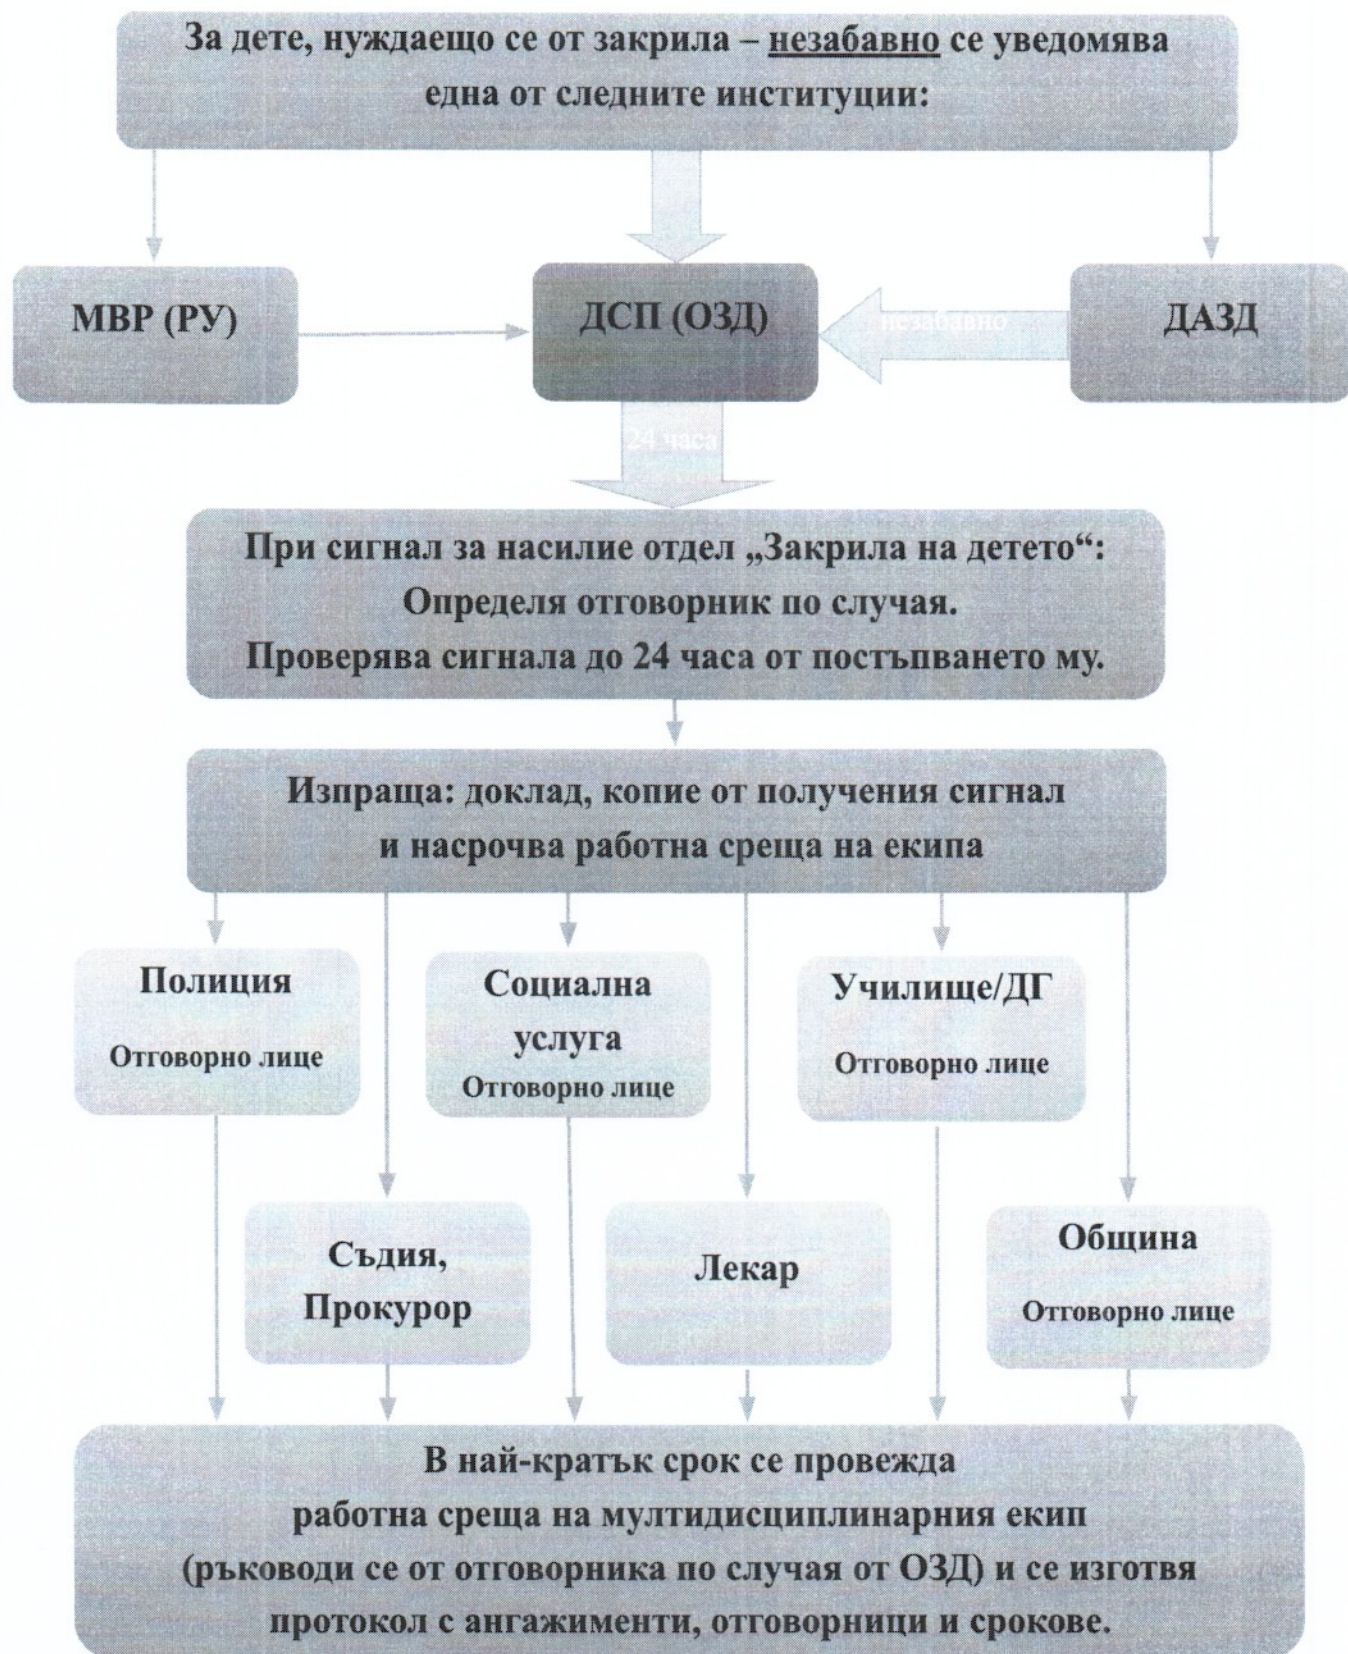 За дете, нуждаещо се от закрила – незабавно се уведомява
една от следните институции:
МВР (РУ)
ДСП (ОЗД)
незабавно
ДАЗД
24 часа
При сигнал за насилие отдел „Закрила на детето“:
Определя отговорник по случая.
Проверява сигнала до 24 часа от постъпването му.
Изпраща: доклад, копие от получения сигнал
и насрочва работна среща на екипа
Полиция
Отговорно лице
Социална
услуга
Отговорно лице
Училище/ДГ
Отговорно лице
Съдия,
Прокурор
Лекар
Община
Отговорно лице
В най-кратък срок се провежда
работна среща на мултидисциплинарния екип
(ръководи се от отговорника по случая от ОЗД) и се изготвя
протокол с ангажименти, отговорници и срокове.